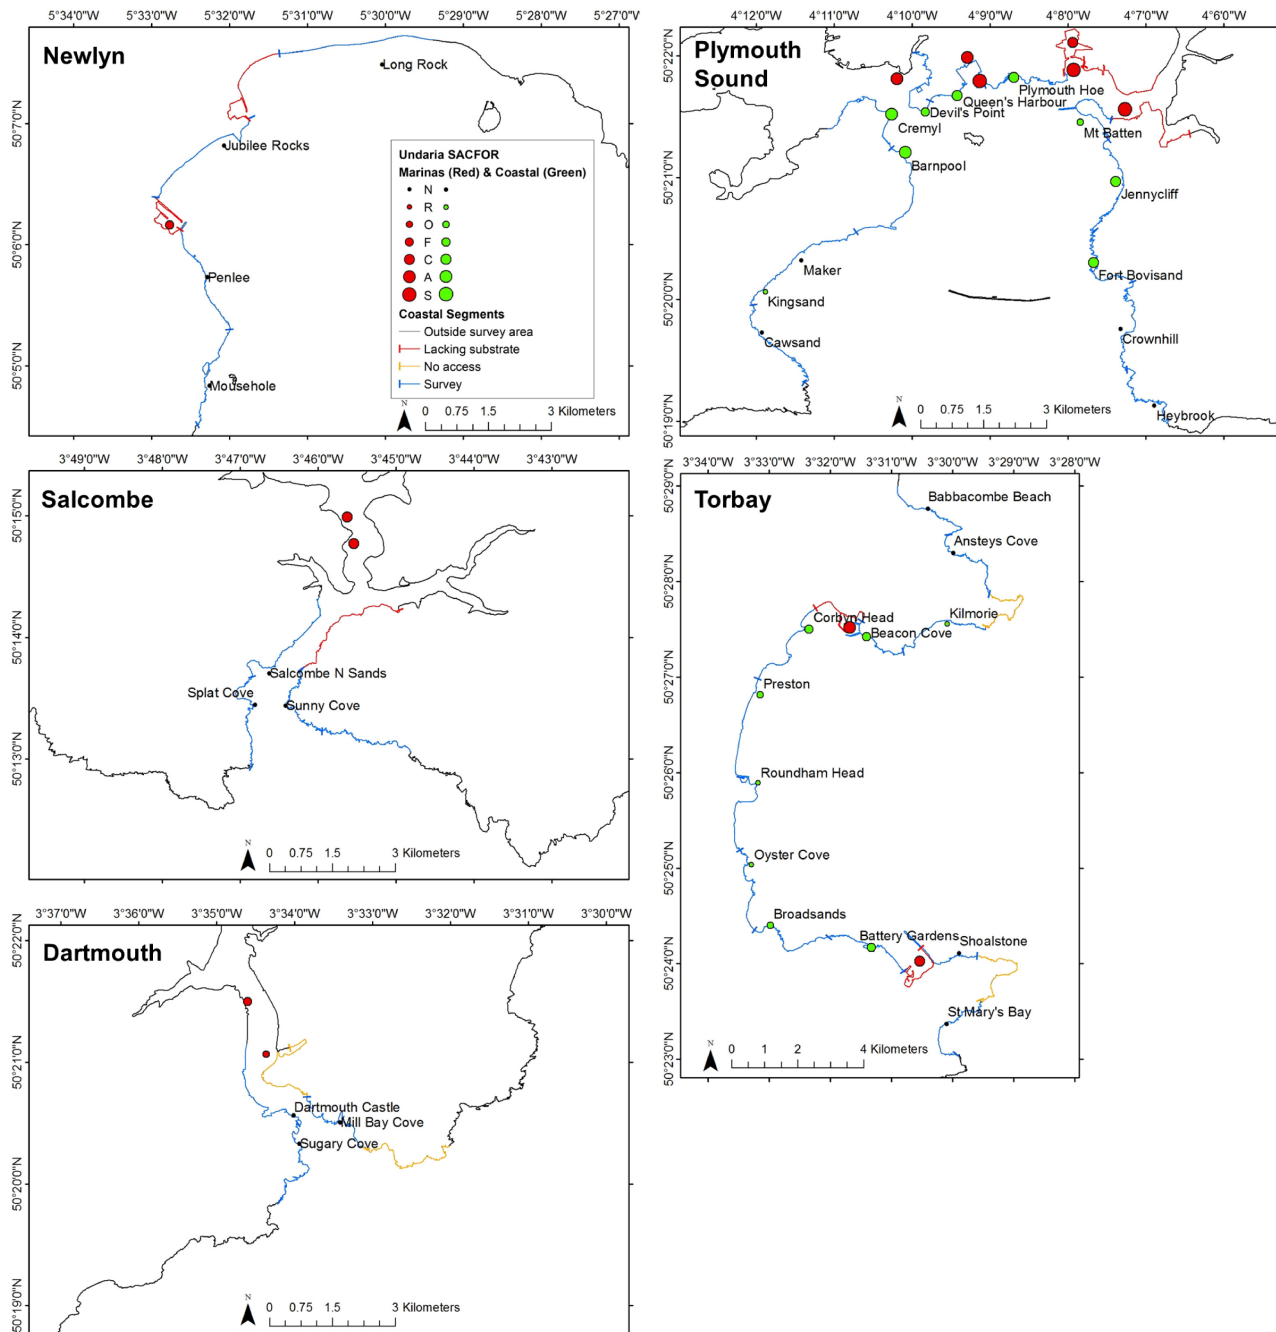 5°34'0"W 5°33'0"W 5°32'0"W 5°31'0"W 5°30'0"W 5°29'0"W 5°28'0"W 5°27'0"W
Newlyn
50°7'0"N
50°6'0"N
50°5'0"N
Long Rock
Jubilee Rocks
Penlee
Mousehole
Undaria SACFOR
Marinas (Red) & Coastal (Green)
N
R
O
F
C
A
S
Coastal Segments
Outside survey area
Lacking substrate
No access
Survey
N
0 0.75 1.5 3 Kilometers
4°12'0"W 4°11'0"W 4°10'0"W 4°9'0"W 4°8'0"W 4°7'0"W 4°6'0"W
Plymouth
Sound
50°22'0"N
50°21'0"N
50°20'0"N
50°19'0"N
Plymouth Hoe
Queen's Harbour
Devil's Point
Cremyl
Mt Batten
Barnpool
Jennycliff
Maker
Fort Bovisand
Kingsand
Cawsand
Crownhill
Heybrook
N
0 0.75 1.5 3 Kilometers
3°49'0"W 3°48'0"W 3°47'0"W 3°46'0"W 3°45'0"W 3°44'0"W 3°43'0"W
Salcombe
50°15'0"N
50°14'0"N
50°13'0"N
Salcombe N Sands
Splat Cove
Sunny Cove
N
0 0.75 1.5 3 Kilometers
3°34'0"W 3°33'0"W 3°32'0"W 3°31'0"W 3°30'0"W 3°29'0"W 3°28'0"W 3°27'0"W
Torbay
50°29'0"N
50°28'0"N
50°27'0"N
50°26'0"N
50°25'0"N
50°24'0"N
50°23'0"N
Babbacombe Beach
Ansteys Cove
Corbyn Head
Kilmorie
Beacon Cove
Preston
Roundham Head
Oyster Cove
Broadsands
Battery Gardens
Shoalstone
St Mary's Bay
N
0 1 2 4 Kilometers
3°37'0"W 3°36'0"W 3°35'0"W 3°34'0"W 3°33'0"W 3°32'0"W 3°31'0"W 3°30'0"W
Dartmouth
50°22'0"N
50°21'0"N
50°20'0"N
50°19'0"N
Dartmouth Castle
Mill Bay Cove
Sugary Cove
N
0 0.75 1.5 3 Kilometers